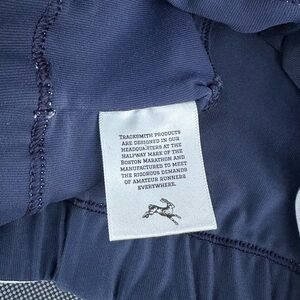 Tracksmith products
are designed in our
headquarters at the
halfway mark of the
Boston Marathon and
manufactured to meet
the rigorous demands
of amateur runners
everywhere.